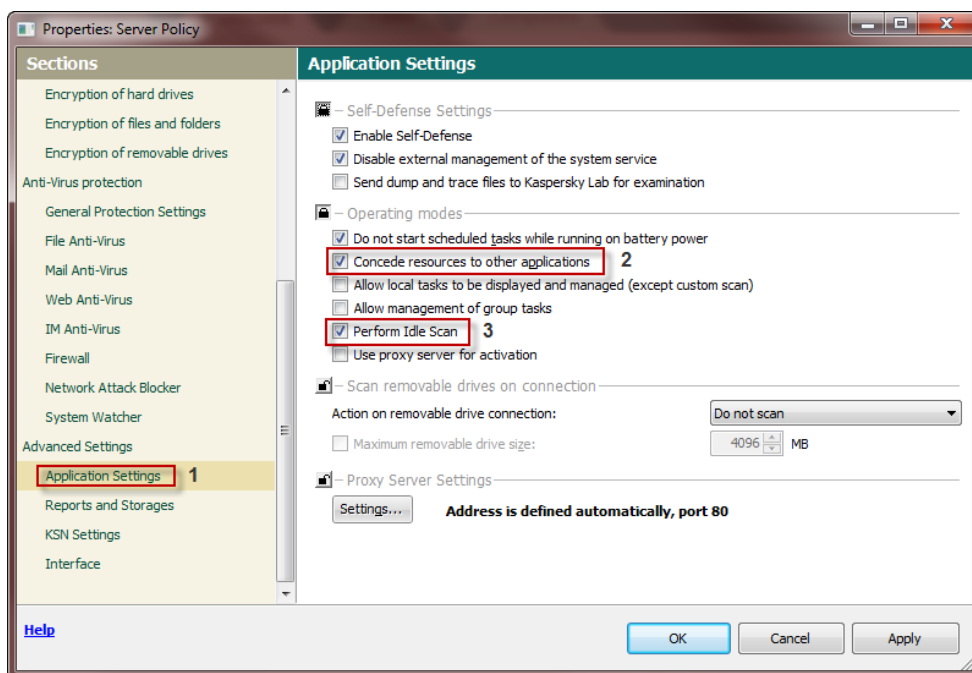 Properties: Server Policy
Sections
Encryption of hard drives
Encryption of files and folders
Encryption of removable drives
Anti-Virus protection
General Protection Settings
File Anti-Virus
Mail Anti-Virus
Web Anti-Virus
IM Anti-Virus
Firewall
Network Attack Blocker
System Watcher
Advanced Settings
Application Settings 1
Reports and Storages
KSN Settings
Interface
Application Settings
Self-Defense Settings
Enable Self-Defense
Disable external management of the system service
Send dump and trace files to Kaspersky Lab for examination
Operating modes
Do not start scheduled tasks while running on battery power
Concede resources to other applications 2
Allow local tasks to be displayed and managed (except custom scan)
Allow management of group tasks
Perform Idle Scan 3
Use proxy server for activation
Scan removable drives on connection
Action on removable drive connection: Do not scan
Maximum removable drive size: 4096 MB
Proxy Server Settings
Settings... Address is defined automatically, port 80
Help
OK Cancel Apply